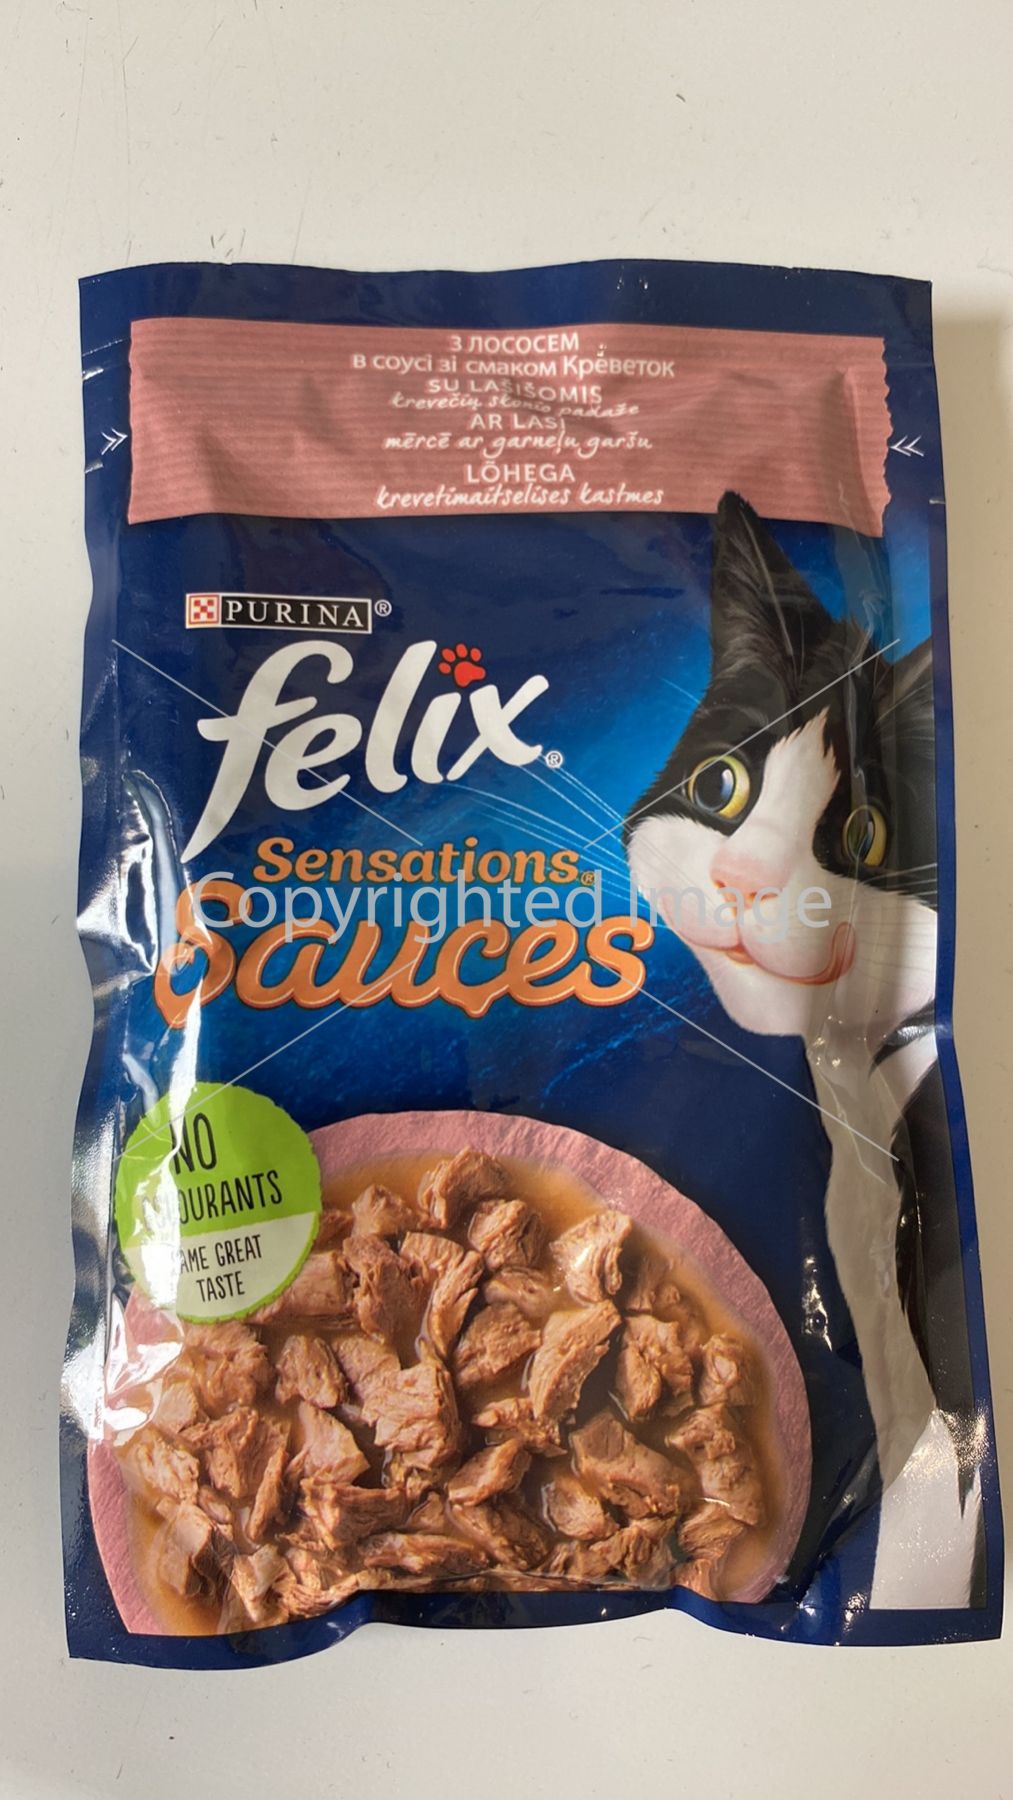 З ЛОСОСЕМ
в соусі зі смаком Креветок
SU LAŠIŠOMIS
krevečių skonio padaže
AR LASI
mērcē ar garneļu garšu
LÕHEGA
krevetimaitselises kastmes
PURINA®
felix®
Sensations®
Copyrighted Image
Sauces
NO
COLOURANTS
SAME GREAT
TASTE